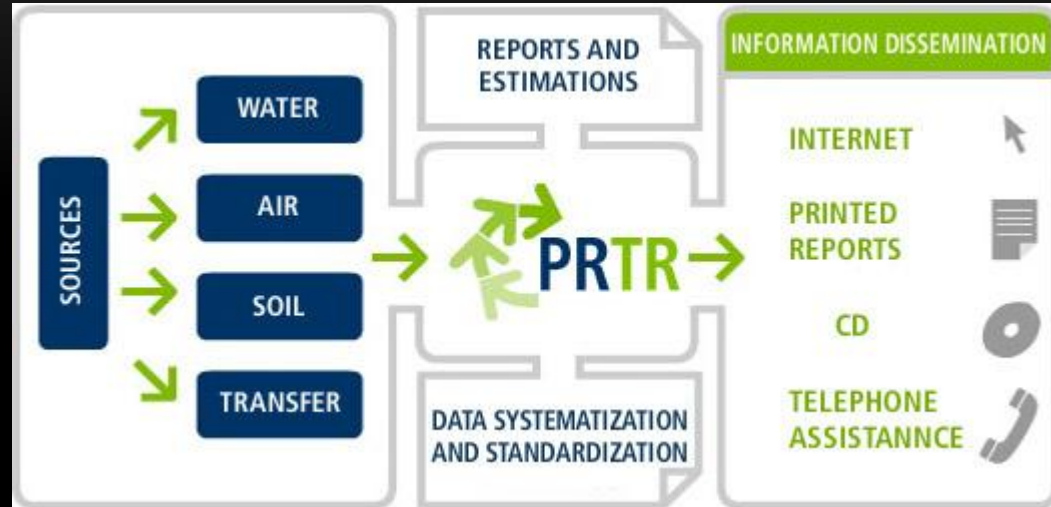 SOURCES
WATER
AIR
SOIL
TRANSFER
REPORTS AND
ESTIMATIONS
PRTR
DATA SYSTEMATIZATION
AND STANDARDIZATION
INFORMATION DISSEMINATION
INTERNET
PRINTED
REPORTS
CD
TELEPHONE
ASSISTANNCE